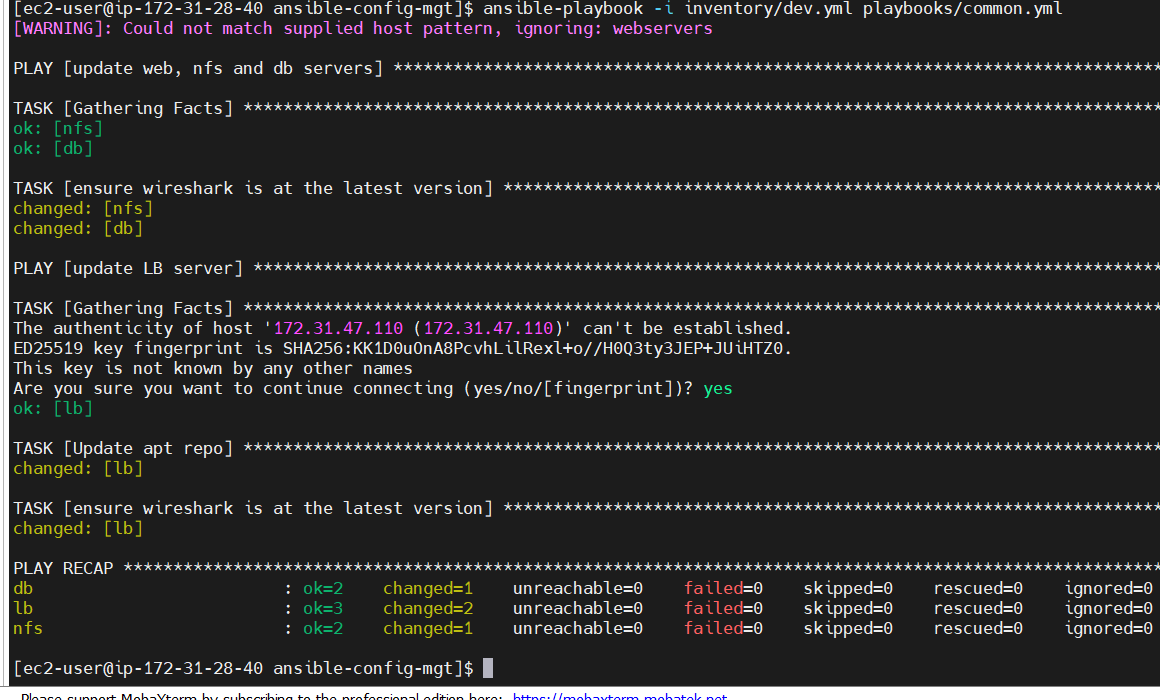 [ec2-user@ip-172-31-28-40 ansible-config-mgt]$ ansible-playbook -i inventory/dev.yml playbooks/common.yml
[WARNING]: Could not match supplied host pattern, ignoring: webservers
PLAY [update web, nfs and db servers] *****************************************************************************
TASK [Gathering Facts] ********************************************************************************************
ok: [nfs]
ok: [db]
TASK [ensure wireshark is at the latest version] ******************************************************************
changed: [nfs]
changed: [db]
PLAY [update LB server] *******************************************************************************************
TASK [Gathering Facts] ********************************************************************************************
The authenticity of host '172.31.47.110 (172.31.47.110)' can't be established.
ED25519 key fingerprint is SHA256:KK1D0uOnA8PcvhLilRexl+o//H0Q3ty3JEP+JUiHTZ0.
This key is not known by any other names
Are you sure you want to continue connecting (yes/no/[fingerprint])? yes
ok: [lb]
TASK [Update apt repo] ********************************************************************************************
changed: [lb]
TASK [ensure wireshark is at the latest version] ******************************************************************
changed: [lb]
PLAY RECAP ********************************************************************************************************
db : ok=2 changed=1 unreachable=0 failed=0 skipped=0 rescued=0 ignored=0
lb : ok=3 changed=2 unreachable=0 failed=0 skipped=0 rescued=0 ignored=0
nfs : ok=2 changed=1 unreachable=0 failed=0 skipped=0 rescued=0 ignored=0
[ec2-user@ip-172-31-28-40 ansible-config-mgt]$
Please support MobaXterm by subscribing to the professional edition here: https://mobaxterm.mobatek.net